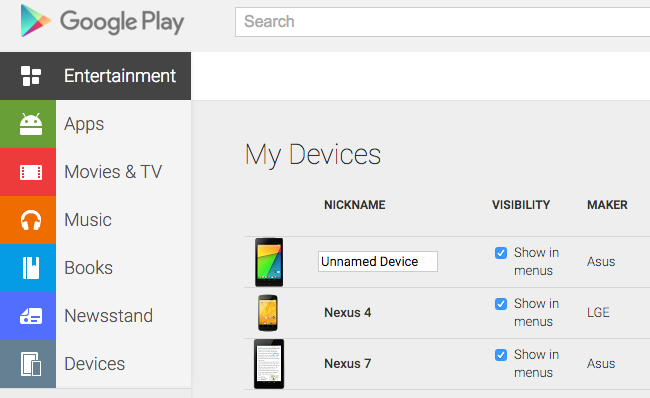 Google Play
Search
Entertainment
Apps
Movies & TV
Music
Books
Newsstand
Devices
My Devices
NICKNAME VISIBILITY MAKER
Unnamed Device Show in menus Asus
Nexus 4 Show in menus LGE
Nexus 7 Show in menus Asus